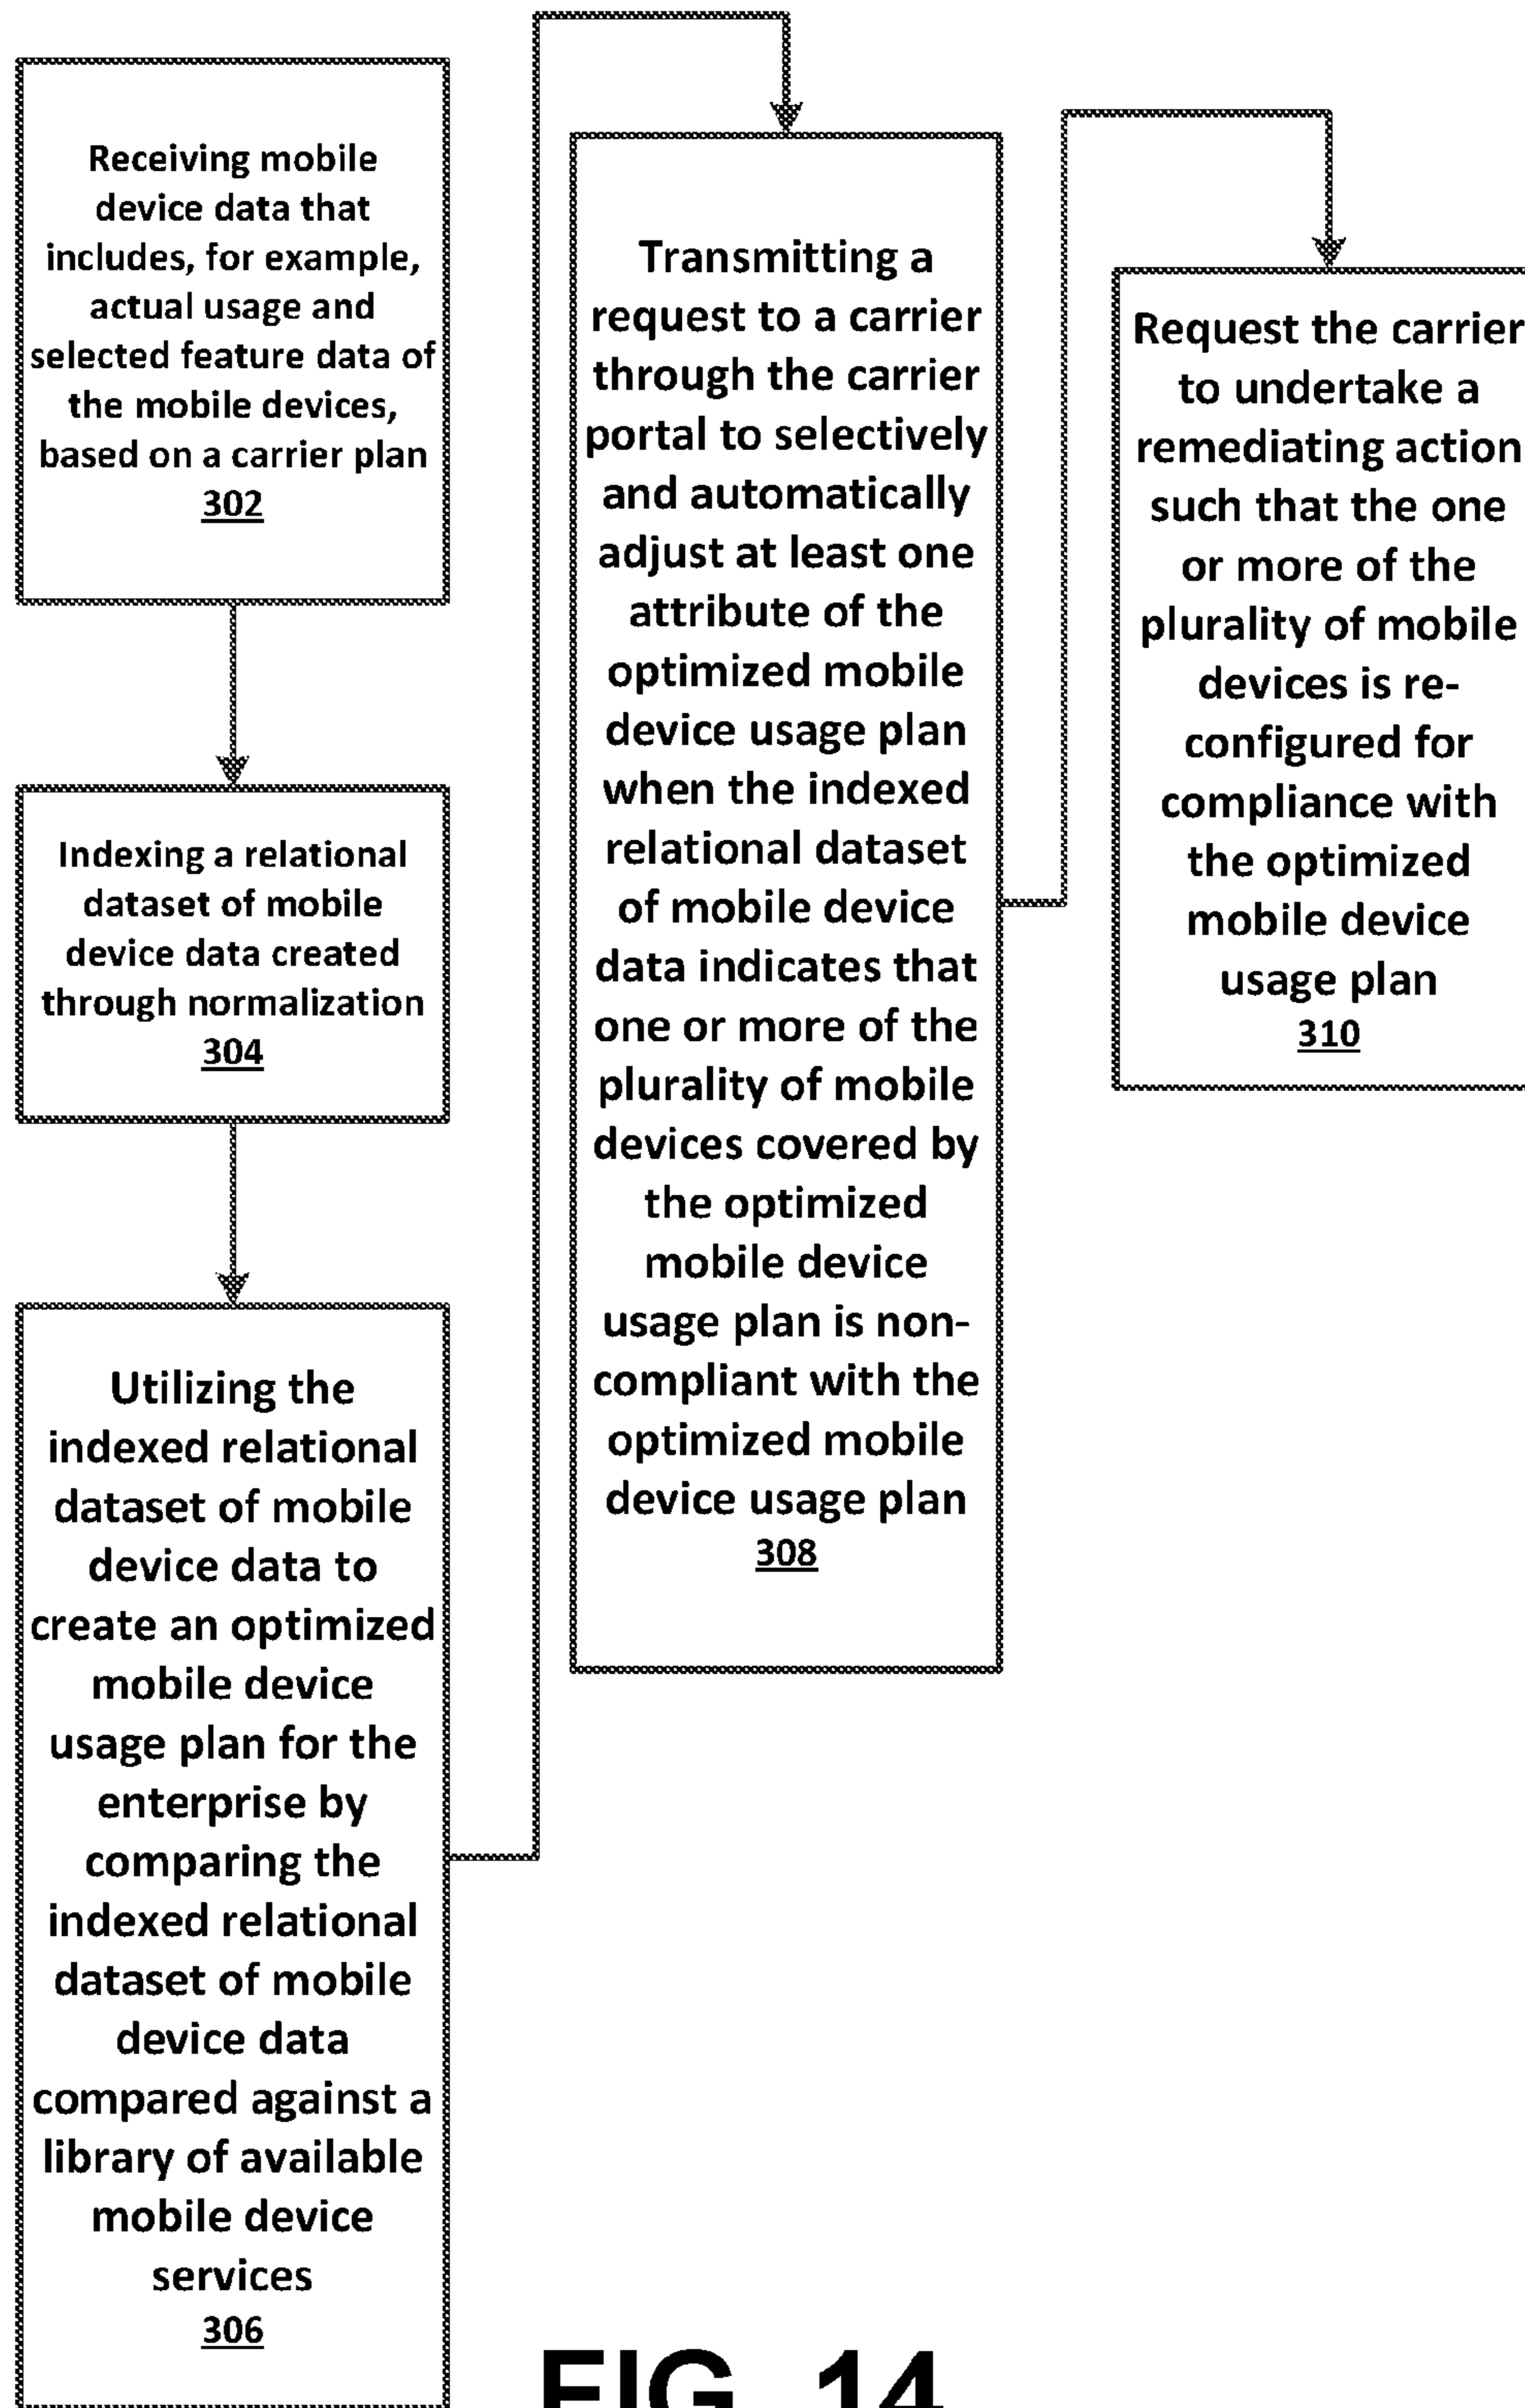 Receiving mobile
device data that
includes, for example,
actual usage and
selected feature data of
the mobile devices,
based on a carrier plan
302
Indexing a relational
dataset of mobile
device data created
through normalization
304
Utilizing the
indexed relational
dataset of mobile
device data to
create an optimized
mobile device
usage plan for the
enterprise by
comparing the
indexed relational
dataset of mobile
device data
compared against a
library of available
mobile device
services
306
Transmitting a
request to a carrier
through the carrier
portal to selectively
and automatically
adjust at least one
attribute of the
optimized mobile
device usage plan
when the indexed
relational dataset
of mobile device
data indicates that
one or more of the
plurality of mobile
devices covered by
the optimized
mobile device
usage plan is non-
compliant with the
optimized mobile
device usage plan
308
Request the carrier
to undertake a
remediating action
such that the one
or more of the
plurality of mobile
devices is re-
configured for
compliance with
the optimized
mobile device
usage plan
310
FIG. 14